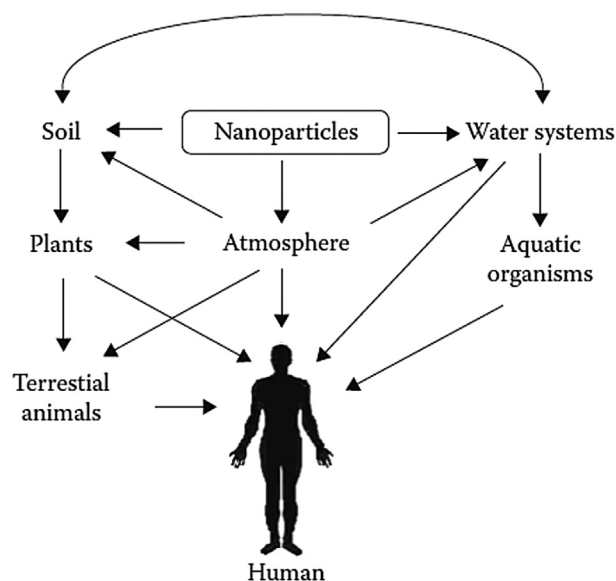 Soil
Nanoparticles
Water systems
Plants
Atmosphere
Aquatic
organisms
Terrestial
animals
Human